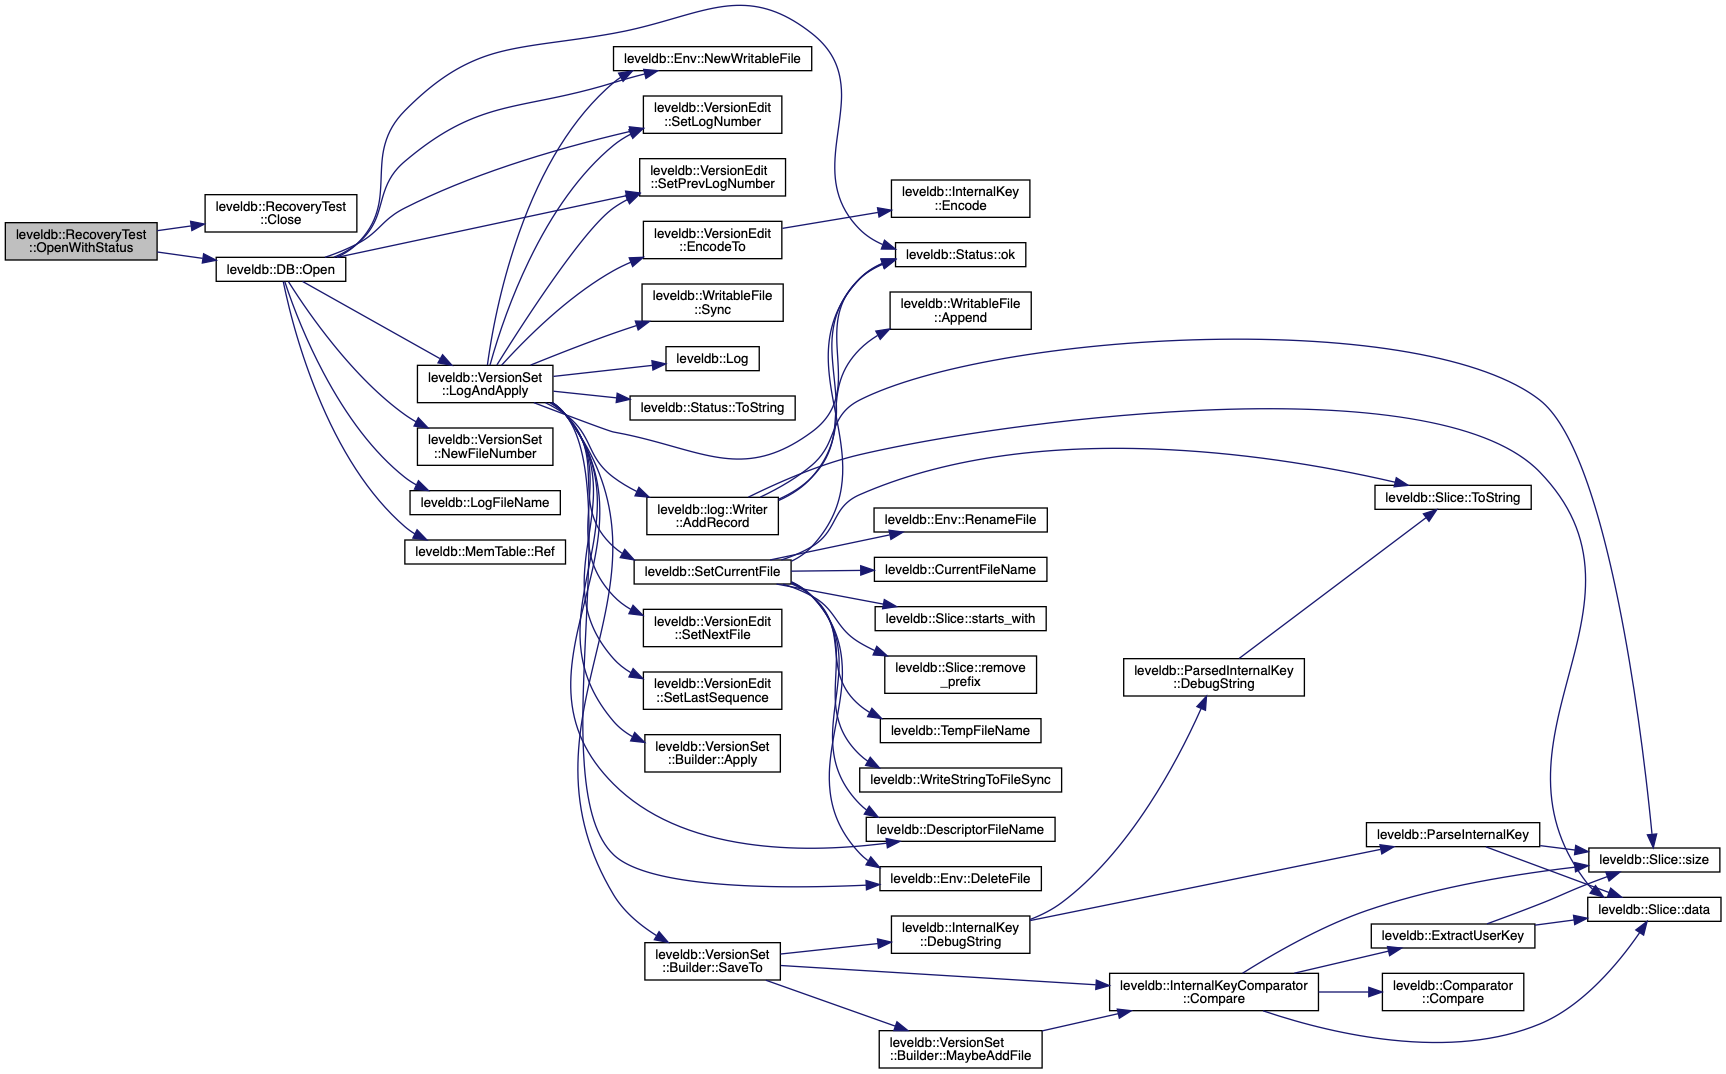 leveldb::RecoveryTest
::OpenWithStatus
leveldb::RecoveryTest
::Close
leveldb::DB::Open
leveldb::Env::NewWritableFile
leveldb::VersionEdit
::SetLogNumber
leveldb::VersionEdit
::SetPrevLogNumber
leveldb::VersionEdit
::EncodeTo
leveldb::WritableFile
::Sync
leveldb::Log
leveldb::Status::ToString
leveldb::VersionSet
::LogAndApply
leveldb::VersionSet
::NewFileNumber
leveldb::LogFileName
leveldb::MemTable::Ref
leveldb::InternalKey
::Encode
leveldb::Status::ok
leveldb::WritableFile
::Append
leveldb::log::Writer
::AddRecord
leveldb::SetCurrentFile
leveldb::VersionEdit
::SetNextFile
leveldb::VersionEdit
::SetLastSequence
leveldb::VersionSet
::Builder::Apply
leveldb::VersionSet
::Builder::SaveTo
leveldb::Env::RenameFile
leveldb::CurrentFileName
leveldb::Slice::starts_with
leveldb::Slice::remove
_prefix
leveldb::TempFileName
leveldb::WriteStringToFileSync
leveldb::DescriptorFileName
leveldb::Env::DeleteFile
leveldb::InternalKey
::DebugString
leveldb::VersionSet
::Builder::MaybeAddFile
leveldb::ParsedInternalKey
::DebugString
leveldb::InternalKeyComparator
::Compare
leveldb::Slice::ToString
leveldb::ParseInternalKey
leveldb::ExtractUserKey
leveldb::Comparator
::Compare
leveldb::Slice::size
leveldb::Slice::data